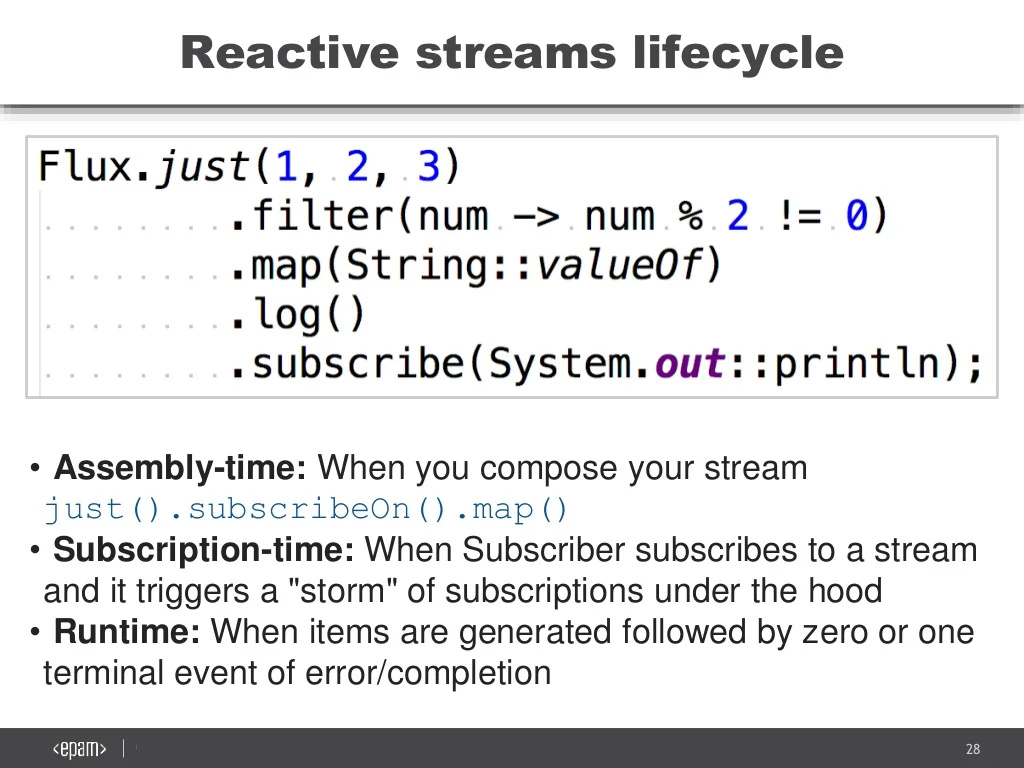 Reactive streams lifecycle
Flux.just(1, 2, 3)
.filter(num -> num % 2 != 0)
.map(String::valueOf)
.log()
.subscribe(System.out::println);
• Assembly-time: When you compose your stream
just().subscribeOn().map()
• Subscription-time: When Subscriber subscribes to a stream
and it triggers a "storm" of subscriptions under the hood
• Runtime: When items are generated followed by zero or one
terminal event of error/completion
<epam> |
28